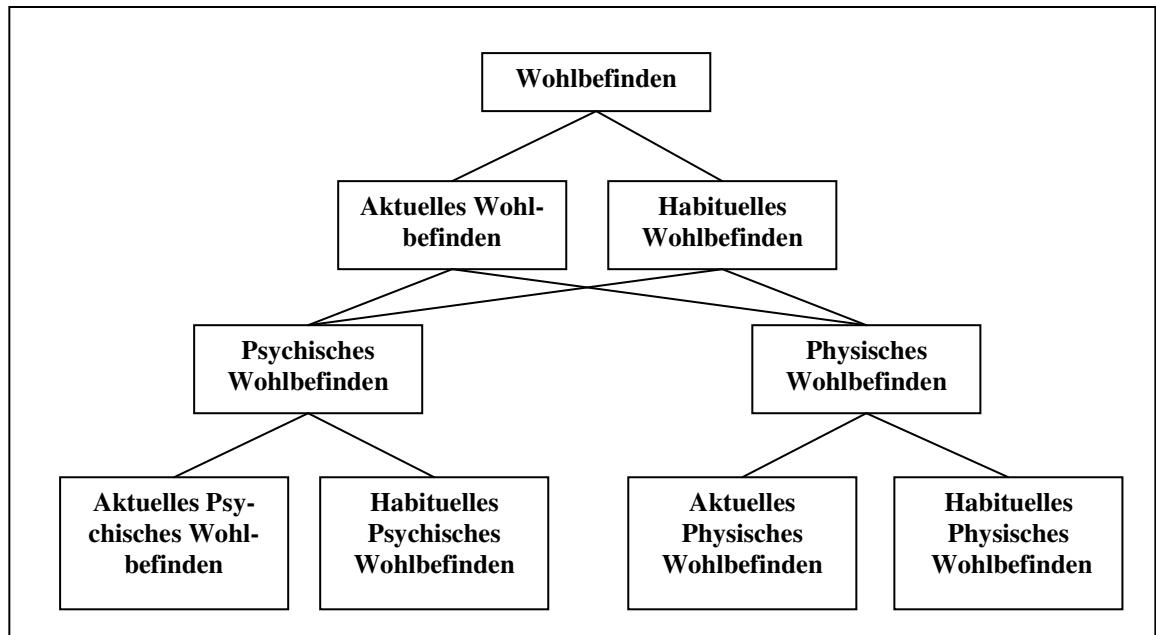 Wohlbefinden
Aktuelles Wohl-
befinden
Habituelles
Wohlbefinden
Psychisches
Wohlbefinden
Physisches
Wohlbefinden
Aktuelles Psy-
chisches Wohl-
befinden
Habituelles
Psychisches
Wohlbefinden
Aktuelles
Physisches
Wohlbefinden
Habituelles
Physisches
Wohlbefinden